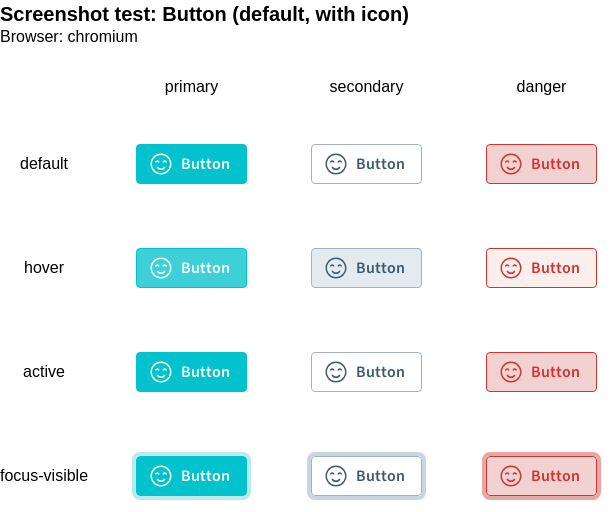 Screenshot test: Button (default, with icon)
Browser: chromium
primary secondary danger
default Button Button Button
hover Button Button Button
active Button Button Button
focus-visible Button Button Button